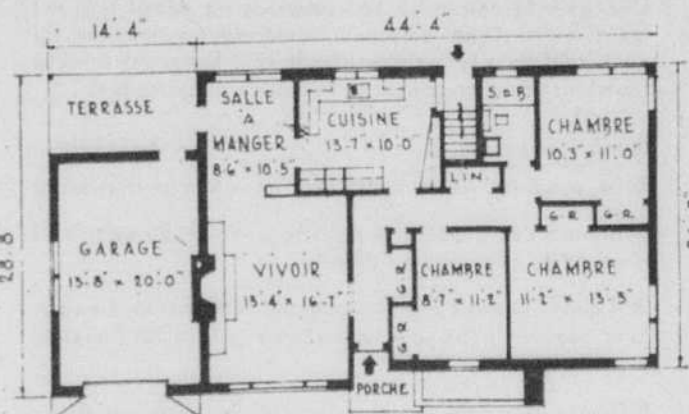 14'-4"
44'-4"
TERRASSE
SALLE
A
MANGER
8'-6" = 10'-5"
CUISINE
13'-7" = 10'-0"
S.D.B.
CHAMBRE
10'.3" = 11'.0"
LIN.
G.R.
G.R.
28'-8"
GARAGE
13'-8" = 20'-0"
VIVOIR
13'-4" = 16'-7"
G.R.
G.R.
CHAMBRE
8'-7" = 11'-2"
CHAMBRE
11'-2" = 13'-3"
PORCHE